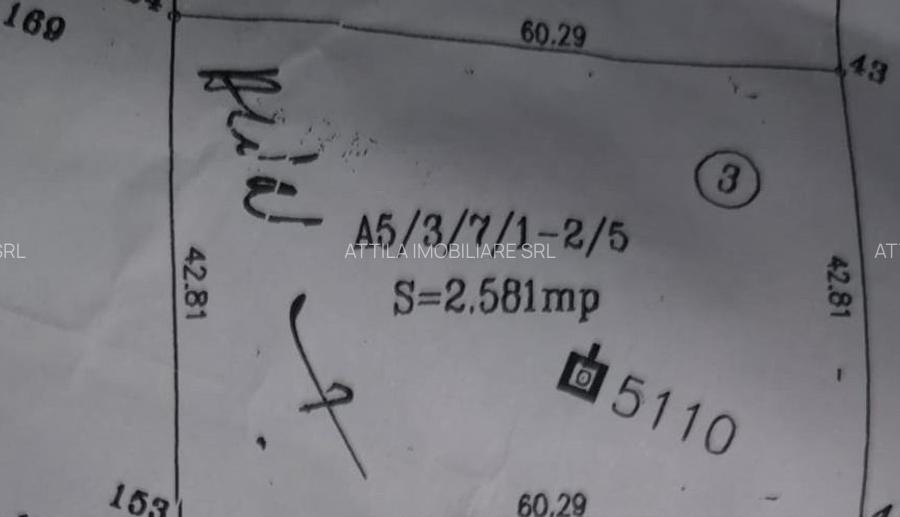 169
60.29
43
3
A5/3/7/1-2/5
SRL
ATTILA IMOBILIARE SRL
AT
42.81
42.81
S=2.581mp
5110
153
60.29